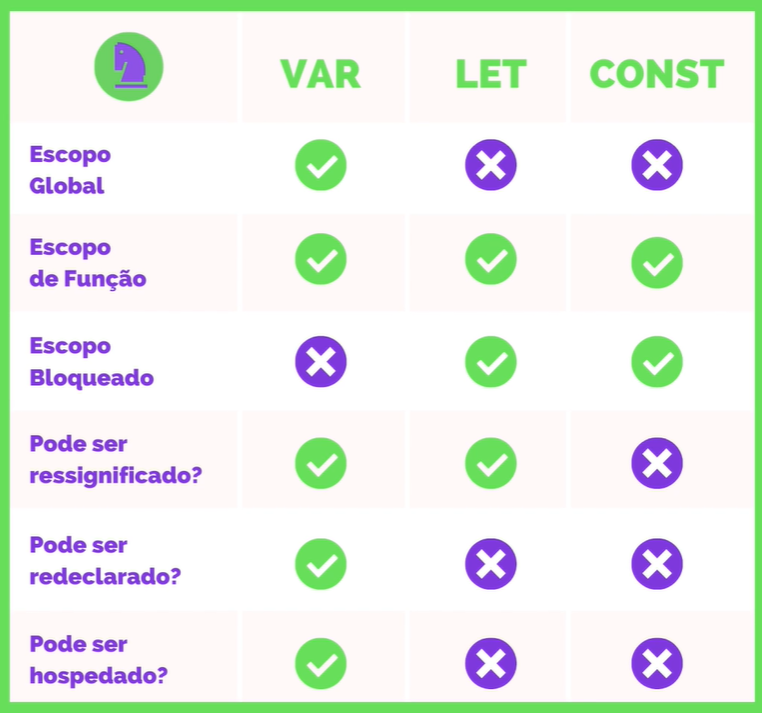 VAR LET CONST
Escopo
Global
Escopo
de Função
Escopo
Bloqueado
Pode ser
ressignificado?
Pode ser
redeclarado?
Pode ser
hospedado?